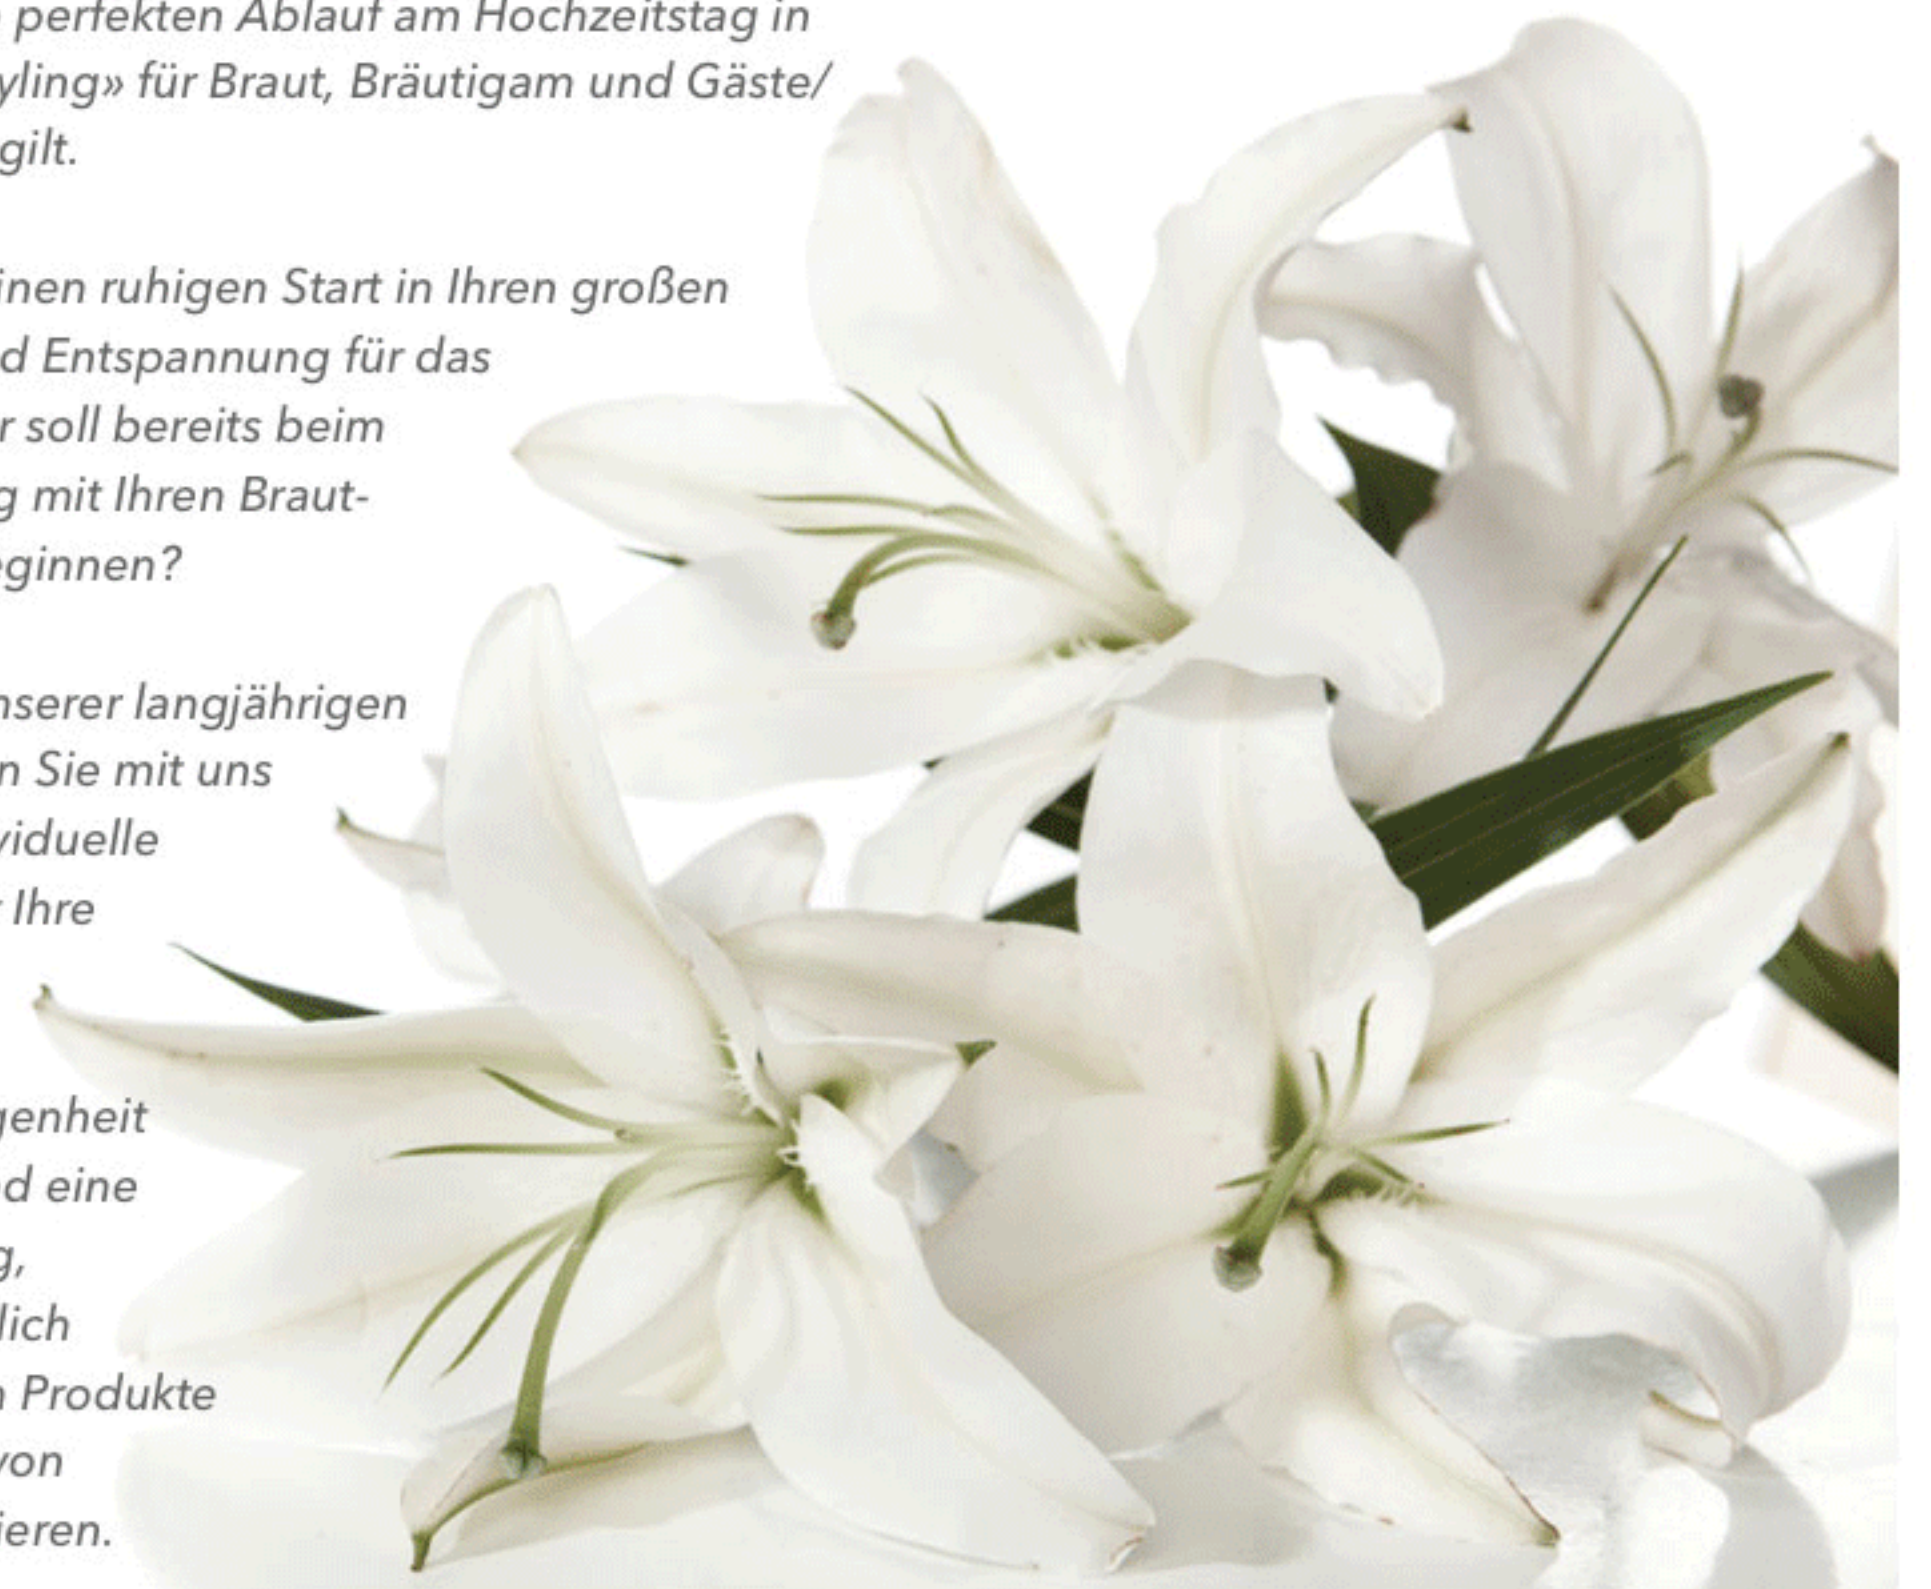 perfekten Ablauf am Hochzeitstag in
yling» für Braut, Bräutigam und Gäste/
gilt.
inen ruhigen Start in Ihren großen
d Entspannung für das
r soll bereits beim
g mit Ihren Braut-
eginnen?
nserer langjährigen
n Sie mit uns
viduelle
Ihre
genheit
d eine
g,
lich
Produkte
von
ieren.